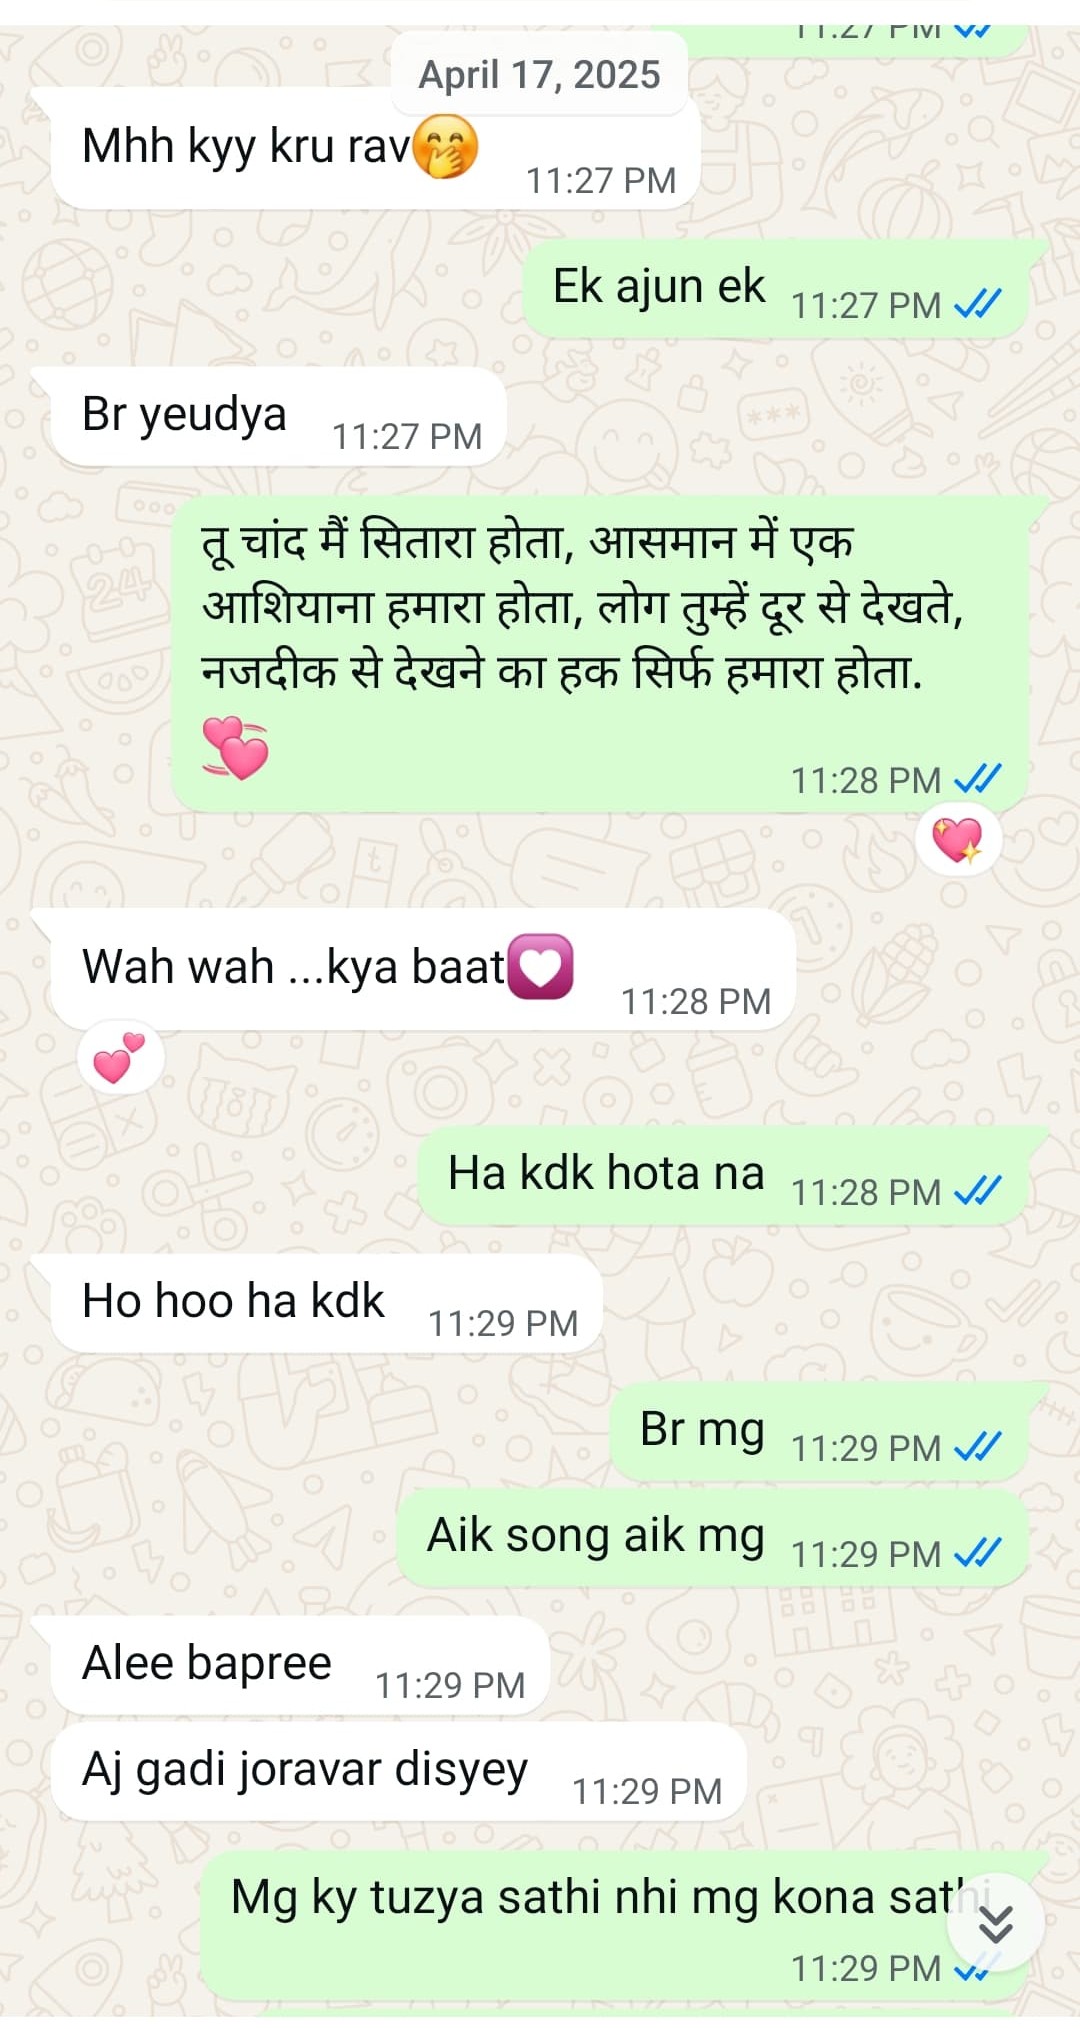 11:27 PM
April 17, 2025
Mhh kyy kru rav🤭
11:27 PM
Ek ajun ek 11:27 PM
Br yeudya 11:27 PM
तू चांद मैं सितारा होता, आसमान में एक
आशियाना हमारा होता, लोग तुम्हें दूर से देखते,
नजदीक से देखने का हक सिर्फ हमारा होता.
💞
11:28 PM
💖
Wah wah ...kya baat💟
11:28 PM
💕
Ha kdk hota na 11:28 PM
Ho hoo ha kdk 11:29 PM
Br mg 11:29 PM
Aik song aik mg 11:29 PM
Alee bapree 11:29 PM
Aj gadi joravar disyey 11:29 PM
Mg ky tuzya sathi nhi mg kona sathi
11:29 PM